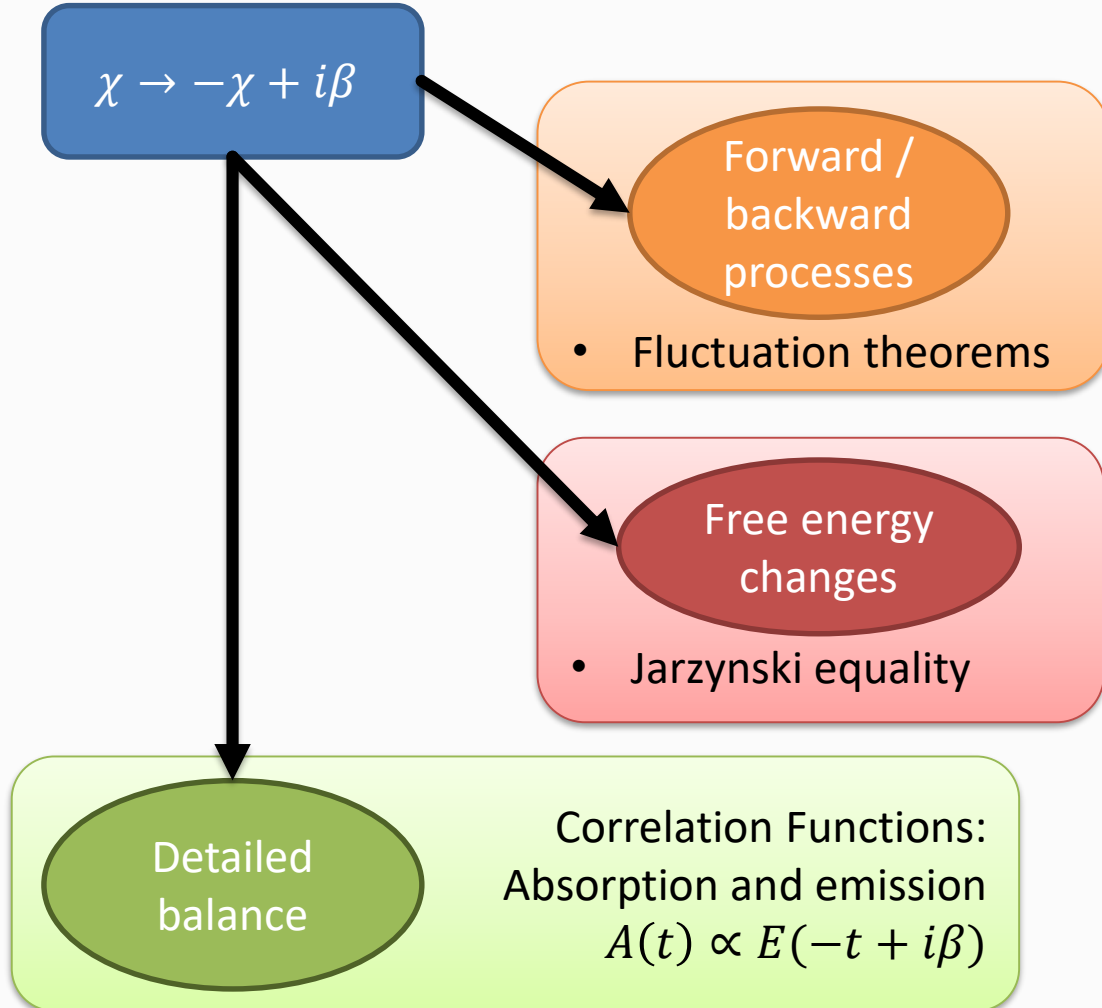 χ → −χ + iβ
Forward /
backward
processes
• Fluctuation theorems
Free energy
changes
• Jarzynski equality
Detailed
balance
Correlation Functions:
Absorption and emission
A(t) ∝ E(−t + iβ)